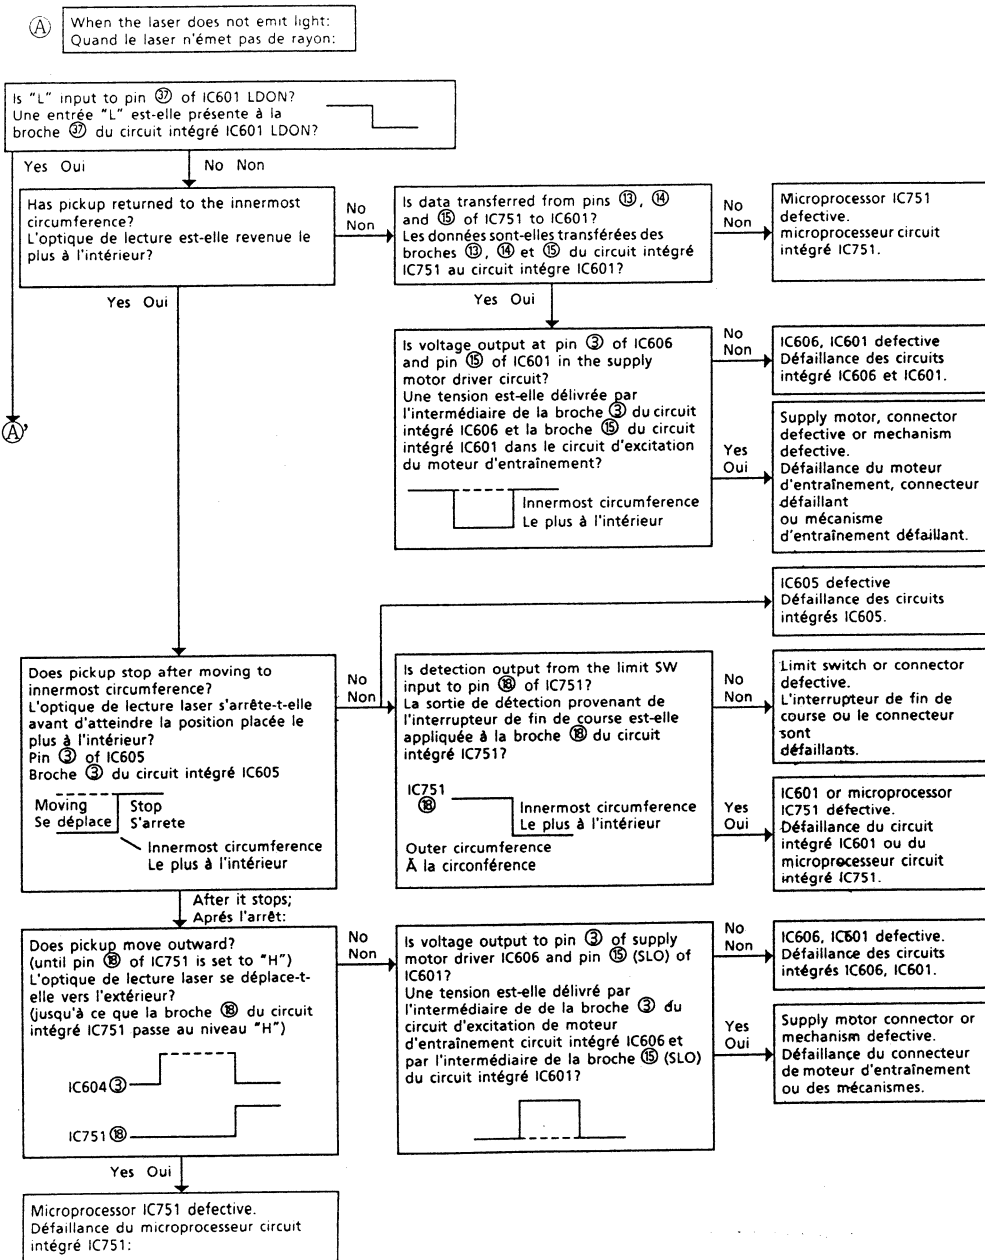 Ⓐ
When the laser does not emit light:
Quand le laser n'émet pas de rayon:
Is "L" input to pin ㊲ of IC601 LDON?
Une entrée "L" est-elle présente à la
broche ㊲ du circuit intégré IC601 LDON?
Yes Oui
No Non
Has pickup returned to the innermost
circumference?
L'optique de lecture est-elle revenue le
plus à l'intérieur?
No
Non
Is data transferred from pins ⑬, ⑭
and ⑮ of IC751 to IC601?
Les données sont-elles transférées des
broches ⑬, ⑭ et ⑮ du circuit intégré
IC751 au circuit intégre IC601?
No
Non
Microprocessor IC751
defective.
microprocesseur circuit
intégré IC751.
Yes Oui
Yes Oui
Is voltage output at pin ③ of IC606
and pin ⑮ of IC601 in the supply
motor driver circuit?
Une tension est-elle délivrée par
l'intermédiaire de la broche ③ du circuit
intégré IC606 et la broche ⑮ du circuit
intégré IC601 dans le circuit d'excitation
du moteur d'entraînement?
Innermost circumference
Le plus à l'intérieur
No
Non
IC606, IC601 defective
Défaillance des circuits
intégré IC606 et IC601.
Yes
Oui
Supply motor, connector
defective or mechanism
defective.
Défaillance du moteur
d'entraînement, connecteur
défaillant
ou mécanisme
d'entraînement défaillant.
Ⓐ'
IC605 defective
Défaillance des circuits
intégrés IC605.
Does pickup stop after moving to
innermost circumference?
L'optique de lecture laser s'arrête-t-elle
avant d'atteindre la position placée le
plus à l'intérieur?
Pin ③ of IC605
Broche ③ du circuit intégré IC605
Moving
Se déplace
Stop
S'arrete
Innermost circumference
Le plus à l'intérieur
No
Non
Is detection output from the limit SW
input to pin ⑱ of IC751?
La sortie de détection provenant de
l'interrupteur de fin de course est-elle
appliquée à la broche ⑱ du circuit
intégré IC751?
IC751
⑱
Innermost circumference
Le plus à l'intérieur
Outer circumference
À la circonférence
No
Non
Limit switch or connector
defective.
L'interrupteur de fin de
course ou le connecteur
sont
défaillants.
Yes
Oui
IC601 or microprocessor
IC751 defective.
Défaillance du circuit
intégré IC601 ou du
microprocesseur circuit
intégré IC751.
After it stops;
Aprés l'arrêt:
Does pickup move outward?
(until pin ⑱ of IC751 is set to "H")
L'optique de lecture laser se déplace-t-
elle vers l'extérieur?
(jusqu'à ce que la broche ⑱ du circuit
intégré IC751 passe au niveau "H")
IC604 ③
IC751 ⑱
No
Non
Is voltage output to pin ③ of supply
motor driver IC606 and pin ⑮ (SLO) of
IC601?
Une tension est-elle délivré par
l'intermédiaire de de la broche ③ du
circuit d'excitation de moteur
d'entraînement circuit intégré IC606 et
par l'intermédiaire de la broche ⑮ (SLO)
du circuit intégré IC601?
No
Non
IC606, IC601 defective.
Défaillance des circuits
intégrés IC606, IC601.
Yes
Oui
Supply motor connector or
mechanism defective.
Défaillance du connecteur
de moteur d'entraînement
ou des mécanismes.
Yes Oui
Microprocessor IC751 defective.
Défaillance du microprocesseur circuit
intégré IC751: